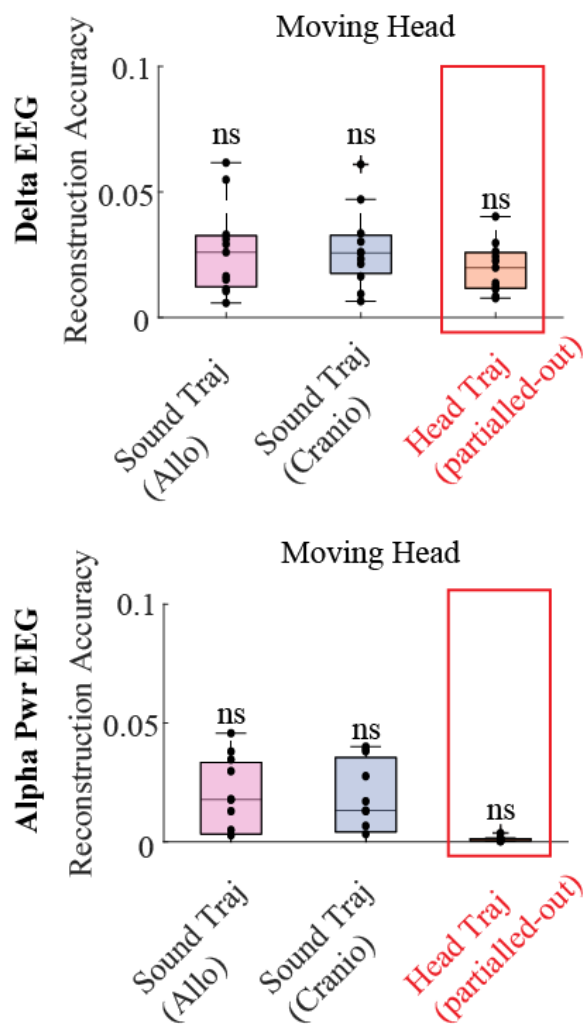 Moving Head
Delta EEG
Reconstruction Accuracy
0.1
0.05
0
ns
ns
ns
Sound Traj
(Allo)
Sound Traj
(Cranio)
Head Traj
(partialled-out)
Moving Head
Alpha Pwr EEG
Reconstruction Accuracy
0.1
0.05
0
ns
ns
ns
Sound Traj
(Allo)
Sound Traj
(Cranio)
Head Traj
(partialled-out)